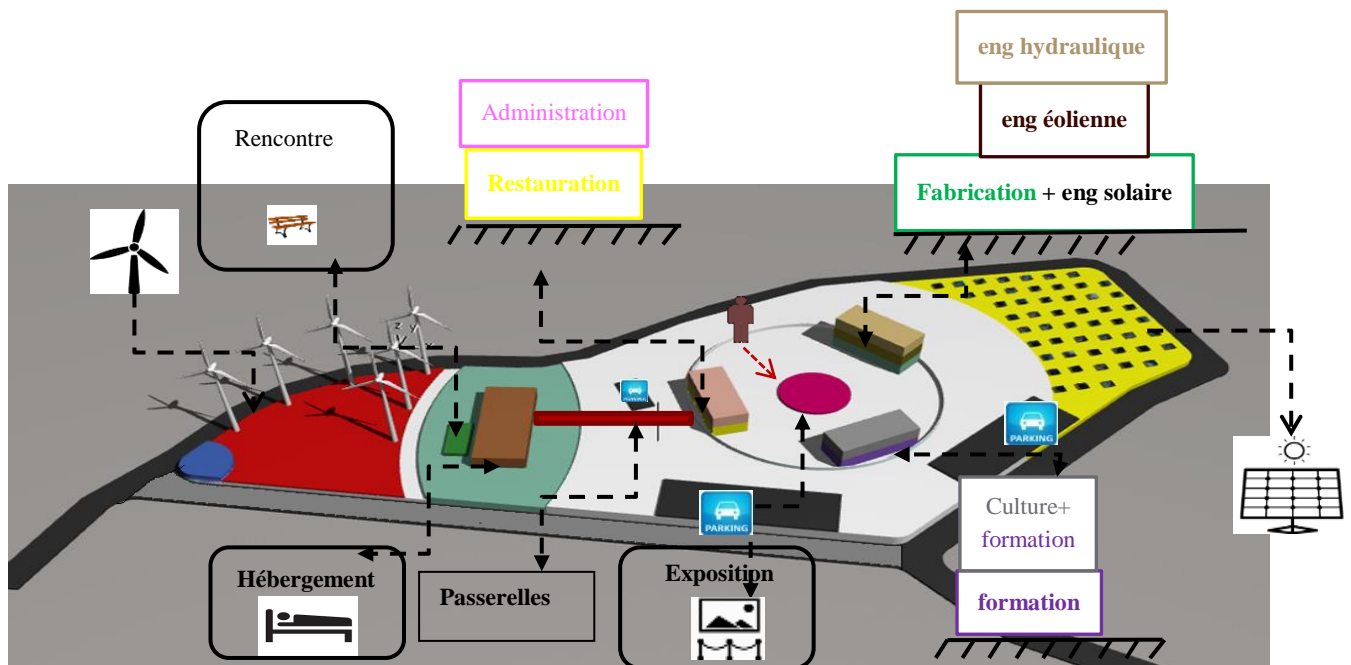 eng hydraulique
Administration
eng éolienne
Rencontre
Restauration
Fabrication + eng solaire
z y
PARKING
PARKING
Culture+
formation
Hébergement
Passerelles
Exposition
formation